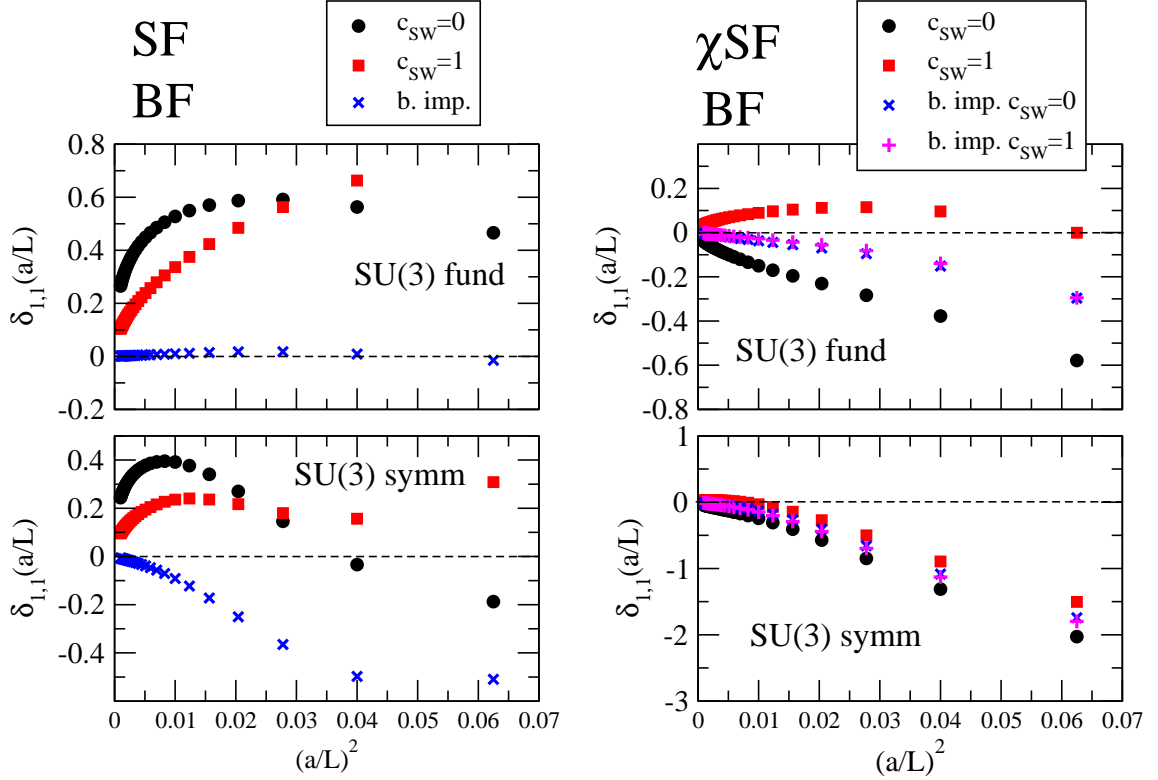 SF
BF
c_SW=0
c_SW=1
b. imp.
0.8
0.6
0.4
0.2
0
-0.2
δ_1,1(a/L)
SU(3) fund
0.4
0.2
0
-0.2
-0.4
δ_1,1(a/L)
SU(3) symm
0 0.01 0.02 0.03 0.04 0.05 0.06 0.07
(a/L)^2
χSF
BF
c_SW=0
c_SW=1
b. imp. c_SW=0
b. imp. c_SW=1
0.2
0
-0.2
-0.4
-0.6
-0.8
δ_1,1(a/L)
SU(3) fund
1
0
-1
-2
-3
δ_1,1(a/L)
SU(3) symm
0 0.01 0.02 0.03 0.04 0.05 0.06 0.07
(a/L)^2